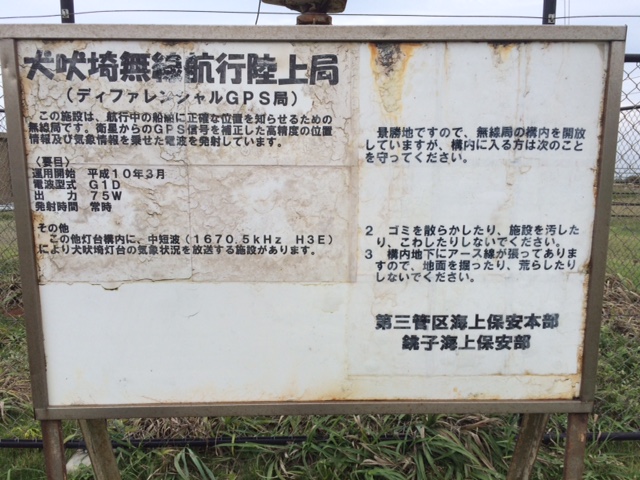 犬吠埼無線航行陸上局
（ディファレンシャルGPS局）
この施設は、航行中の船舶に正確な位置を知らせるための
無線局です。衛星からのGPS信号を補正した高精度の位置
情報及び気象情報を乗せた電波を発射しています。
〈要目〉
運用開始　平成10年3月
電波型式　G1D
出　力　75W
発射時間　常時
その他
この他灯台構内に、中短波（1670.5kHz　H3E）
により犬吠埼灯台の気象状況を放送する施設があります。
景勝地ですので、無線局の構内を開放
していますが、構内に入る方は次のこと
を守ってください。
2　ゴミを散らかしたり、施設を汚した
り、こわしたりしないでください。
3　構内地下にアース線が張ってありま
すので、地面を掘ったり、荒らしたり
しないでください。
第三管区海上保安本部
銚子海上保安部